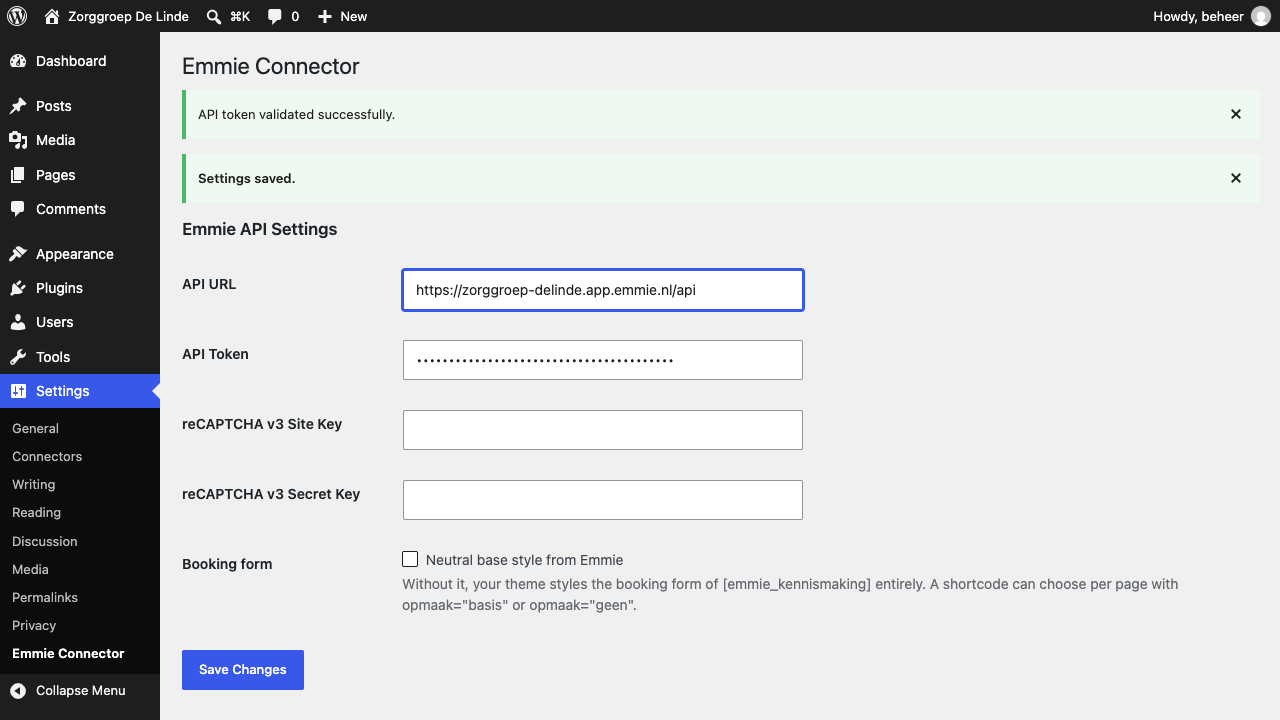 Zorggroep De Linde
⌘K
0
New
Howdy, beheer
Dashboard
Posts
Media
Pages
Comments
Appearance
Plugins
Users
Tools
Settings
General
Connectors
Writing
Reading
Discussion
Media
Permalinks
Privacy
Emmie Connector
Collapse Menu
Emmie Connector
API token validated successfully.
Settings saved.
Emmie API Settings
API URL
https://zorggroep-delinde.app.emmie.nl/api
API Token
reCAPTCHA v3 Site Key
reCAPTCHA v3 Secret Key
Booking form
Neutral base style from Emmie
Without it, your theme styles the booking form of [emmie_kennismaking] entirely. A shortcode can choose per page with
opmaak="basis" or opmaak="geen".
Save Changes